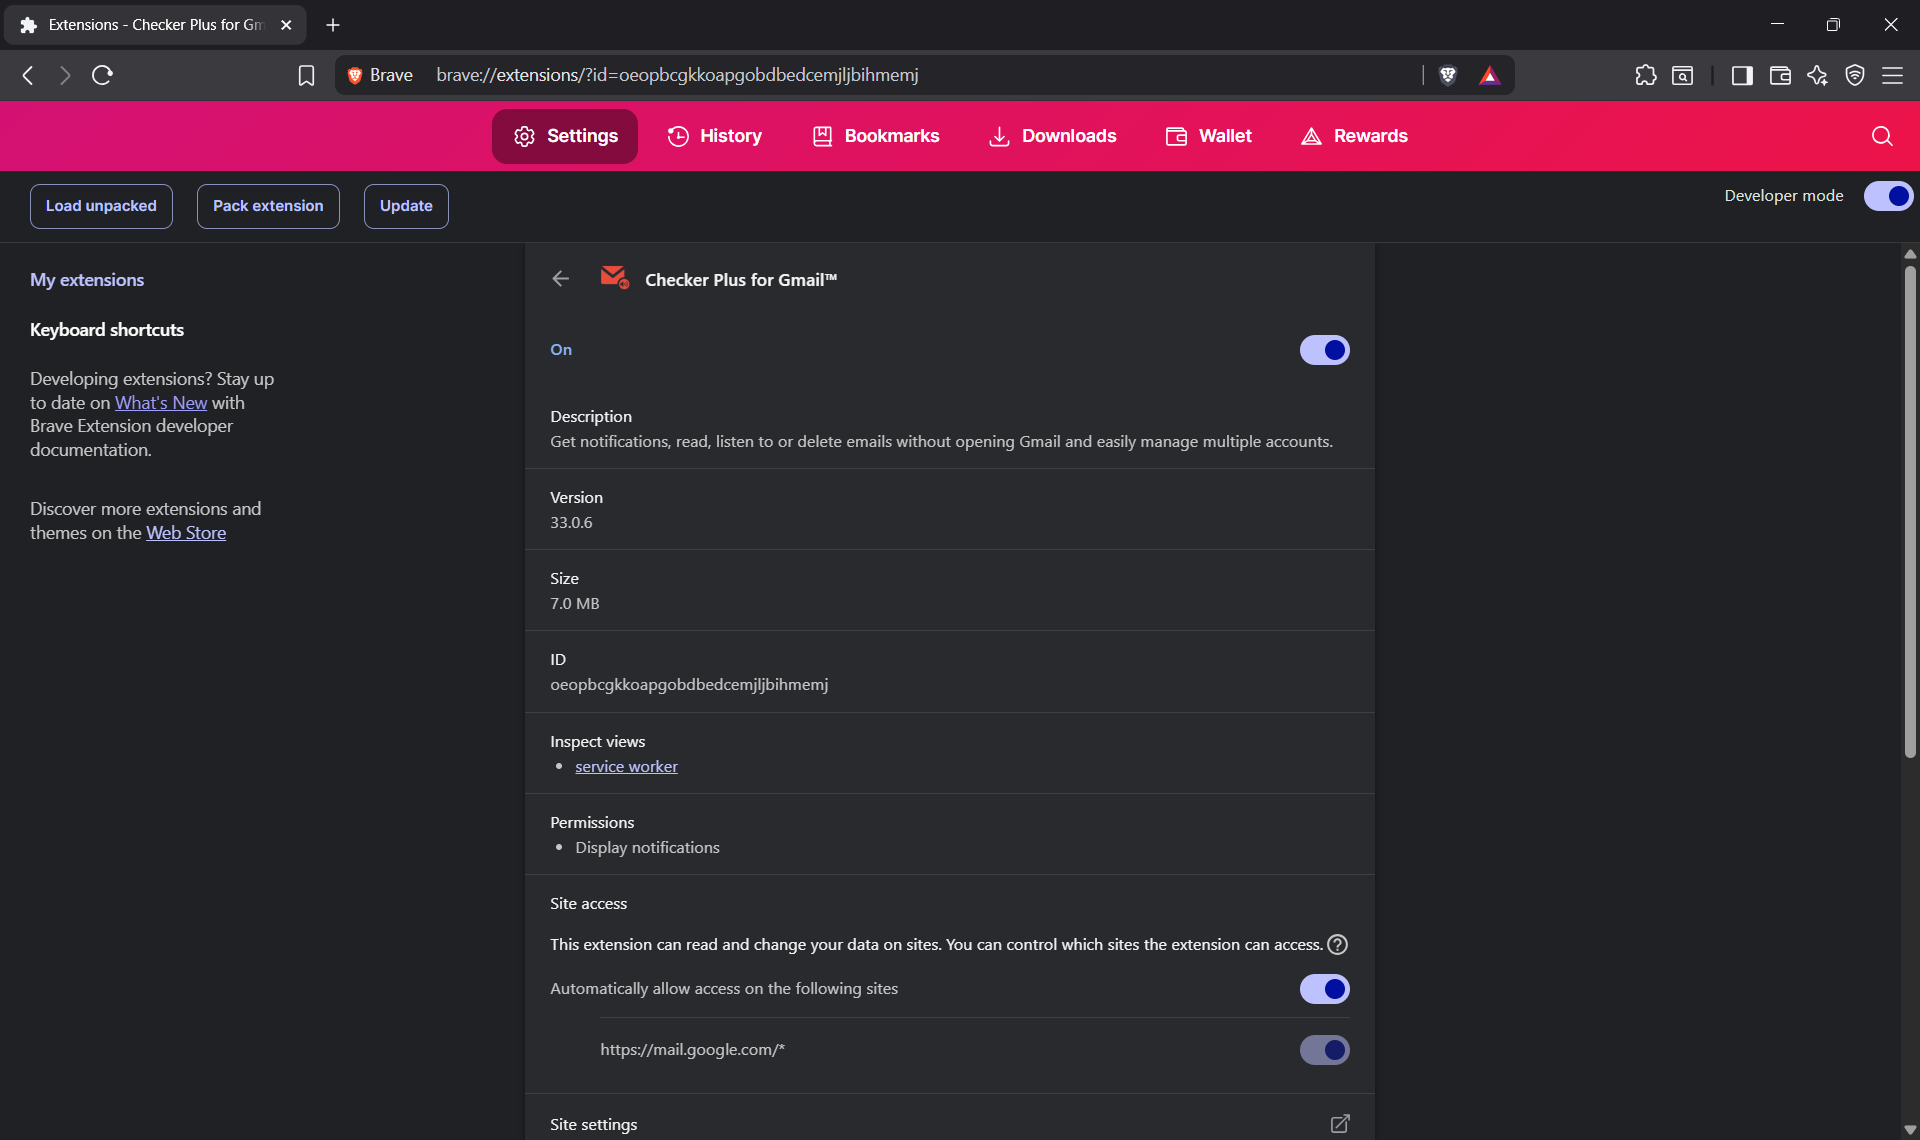 Extensions - Checker Plus for Gm
Brave brave://extensions/?id=oeopbcgkkoapgobdbedcemjljbihmemj
Settings History Bookmarks Downloads Wallet Rewards
Load unpacked Pack extension Update Developer mode
My extensions
Keyboard shortcuts
Developing extensions? Stay up
to date on What's New with
Brave Extension developer
documentation.
Discover more extensions and
themes on the Web Store
Checker Plus for Gmail™
On
Description
Get notifications, read, listen to or delete emails without opening Gmail and easily manage multiple accounts.
Version
33.0.6
Size
7.0 MB
ID
oeopbcgkkoapgobdbedcemjljbihmemj
Inspect views
• service worker
Permissions
• Display notifications
Site access
This extension can read and change your data on sites. You can control which sites the extension can access.
Automatically allow access on the following sites
https://mail.google.com/*
Site settings